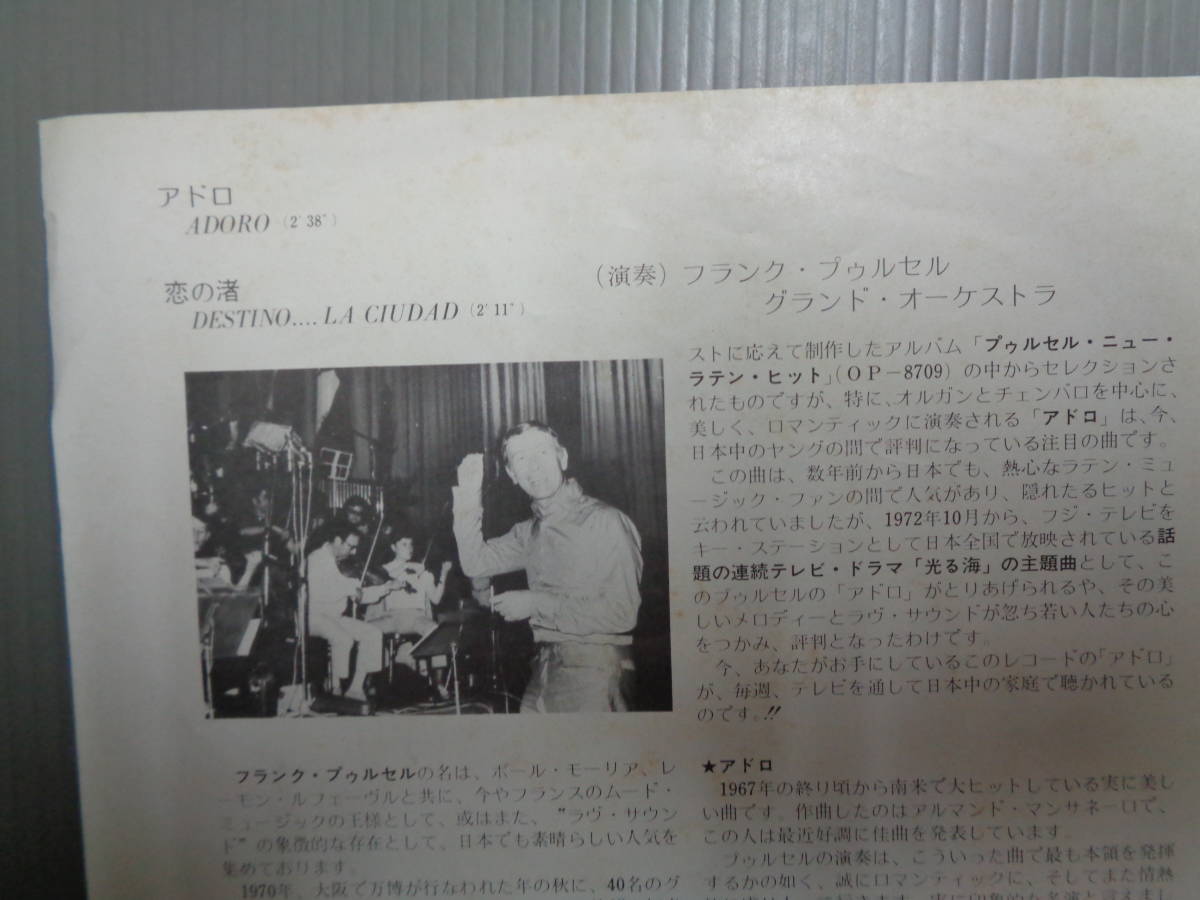 アドロ
ADORO (2′38″)
恋の渚
DESTINO....LA CIUDAD (2′11″)
(演奏) フランク・プゥルセル
グランド・オーケストラ
フランク・プゥルセルの名は、ポール・モーリア、レ
ーモン・ルフェーヴルと共に、今やフランスのムード・
ミュージックの王様として、或はまた、“ラヴ・サウン
ド”の象徴的な存在として、日本でも素晴らしい人気を
集めております。
1970年、大阪で万博が行なわれた年の秋に、40名のグ
ストに応えて制作したアルバム「プゥルセル・ニュー・
ラテン・ヒット」(OP-8709) の中からセレクションさ
れたものですが、特に、オルガンとチェンバロを中心に、
美しく、ロマンティックに演奏される「アドロ」は、今、
日本中のヤングの間で評判になっている注目の曲です。
この曲は、数年前から日本でも、熱心なラテン・ミュ
ージック・ファンの間で人気があり、隠れたるヒットと
云われていましたが、1972年10月から、フジ・テレビを
キー・ステーションとして日本全国で放映されている話
題の連続テレビ・ドラマ「光る海」の主題曲として、こ
のプゥルセルの「アドロ」がとりあげられるや、その美
しいメロディーとラヴ・サウンドが忽ち若い人たちの心
をつかみ、評判となったわけです。
今、あなたがお手にしているこのレコードの「アドロ」
が、毎週、テレビを通して日本中の家庭で聴かれている
のです。!!
★アドロ
1967年の終り頃から南米で大ヒットしている実に美し
い曲です。作曲したのはアルマンド・マンサネーロで、
この人は最近好調に佳曲を発表しています。
プゥルセルの演奏は、こういった曲で最も本領を発揮
するかの如く、誠にロマンティックに、そしてまた情熱